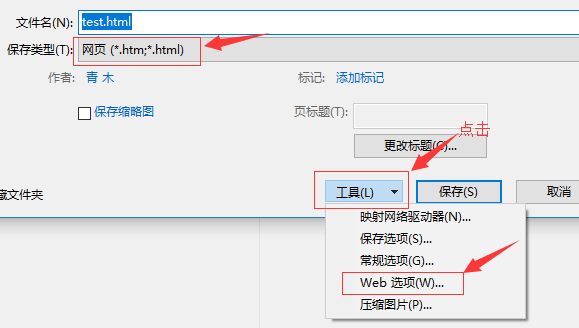 文件名(N): test.html
保存类型(T): 网页 (*.htm;*.html)
作者: 青 木 标记: 添加标记
保存缩略图 页标题(T):
点击
更改标题(C)...
藏文件夹 工具(L) 保存(S) 取消
映射网络驱动器(N)...
保存选项(S)...
常规选项(G)...
Web 选项(W)...
压缩图片(P)...